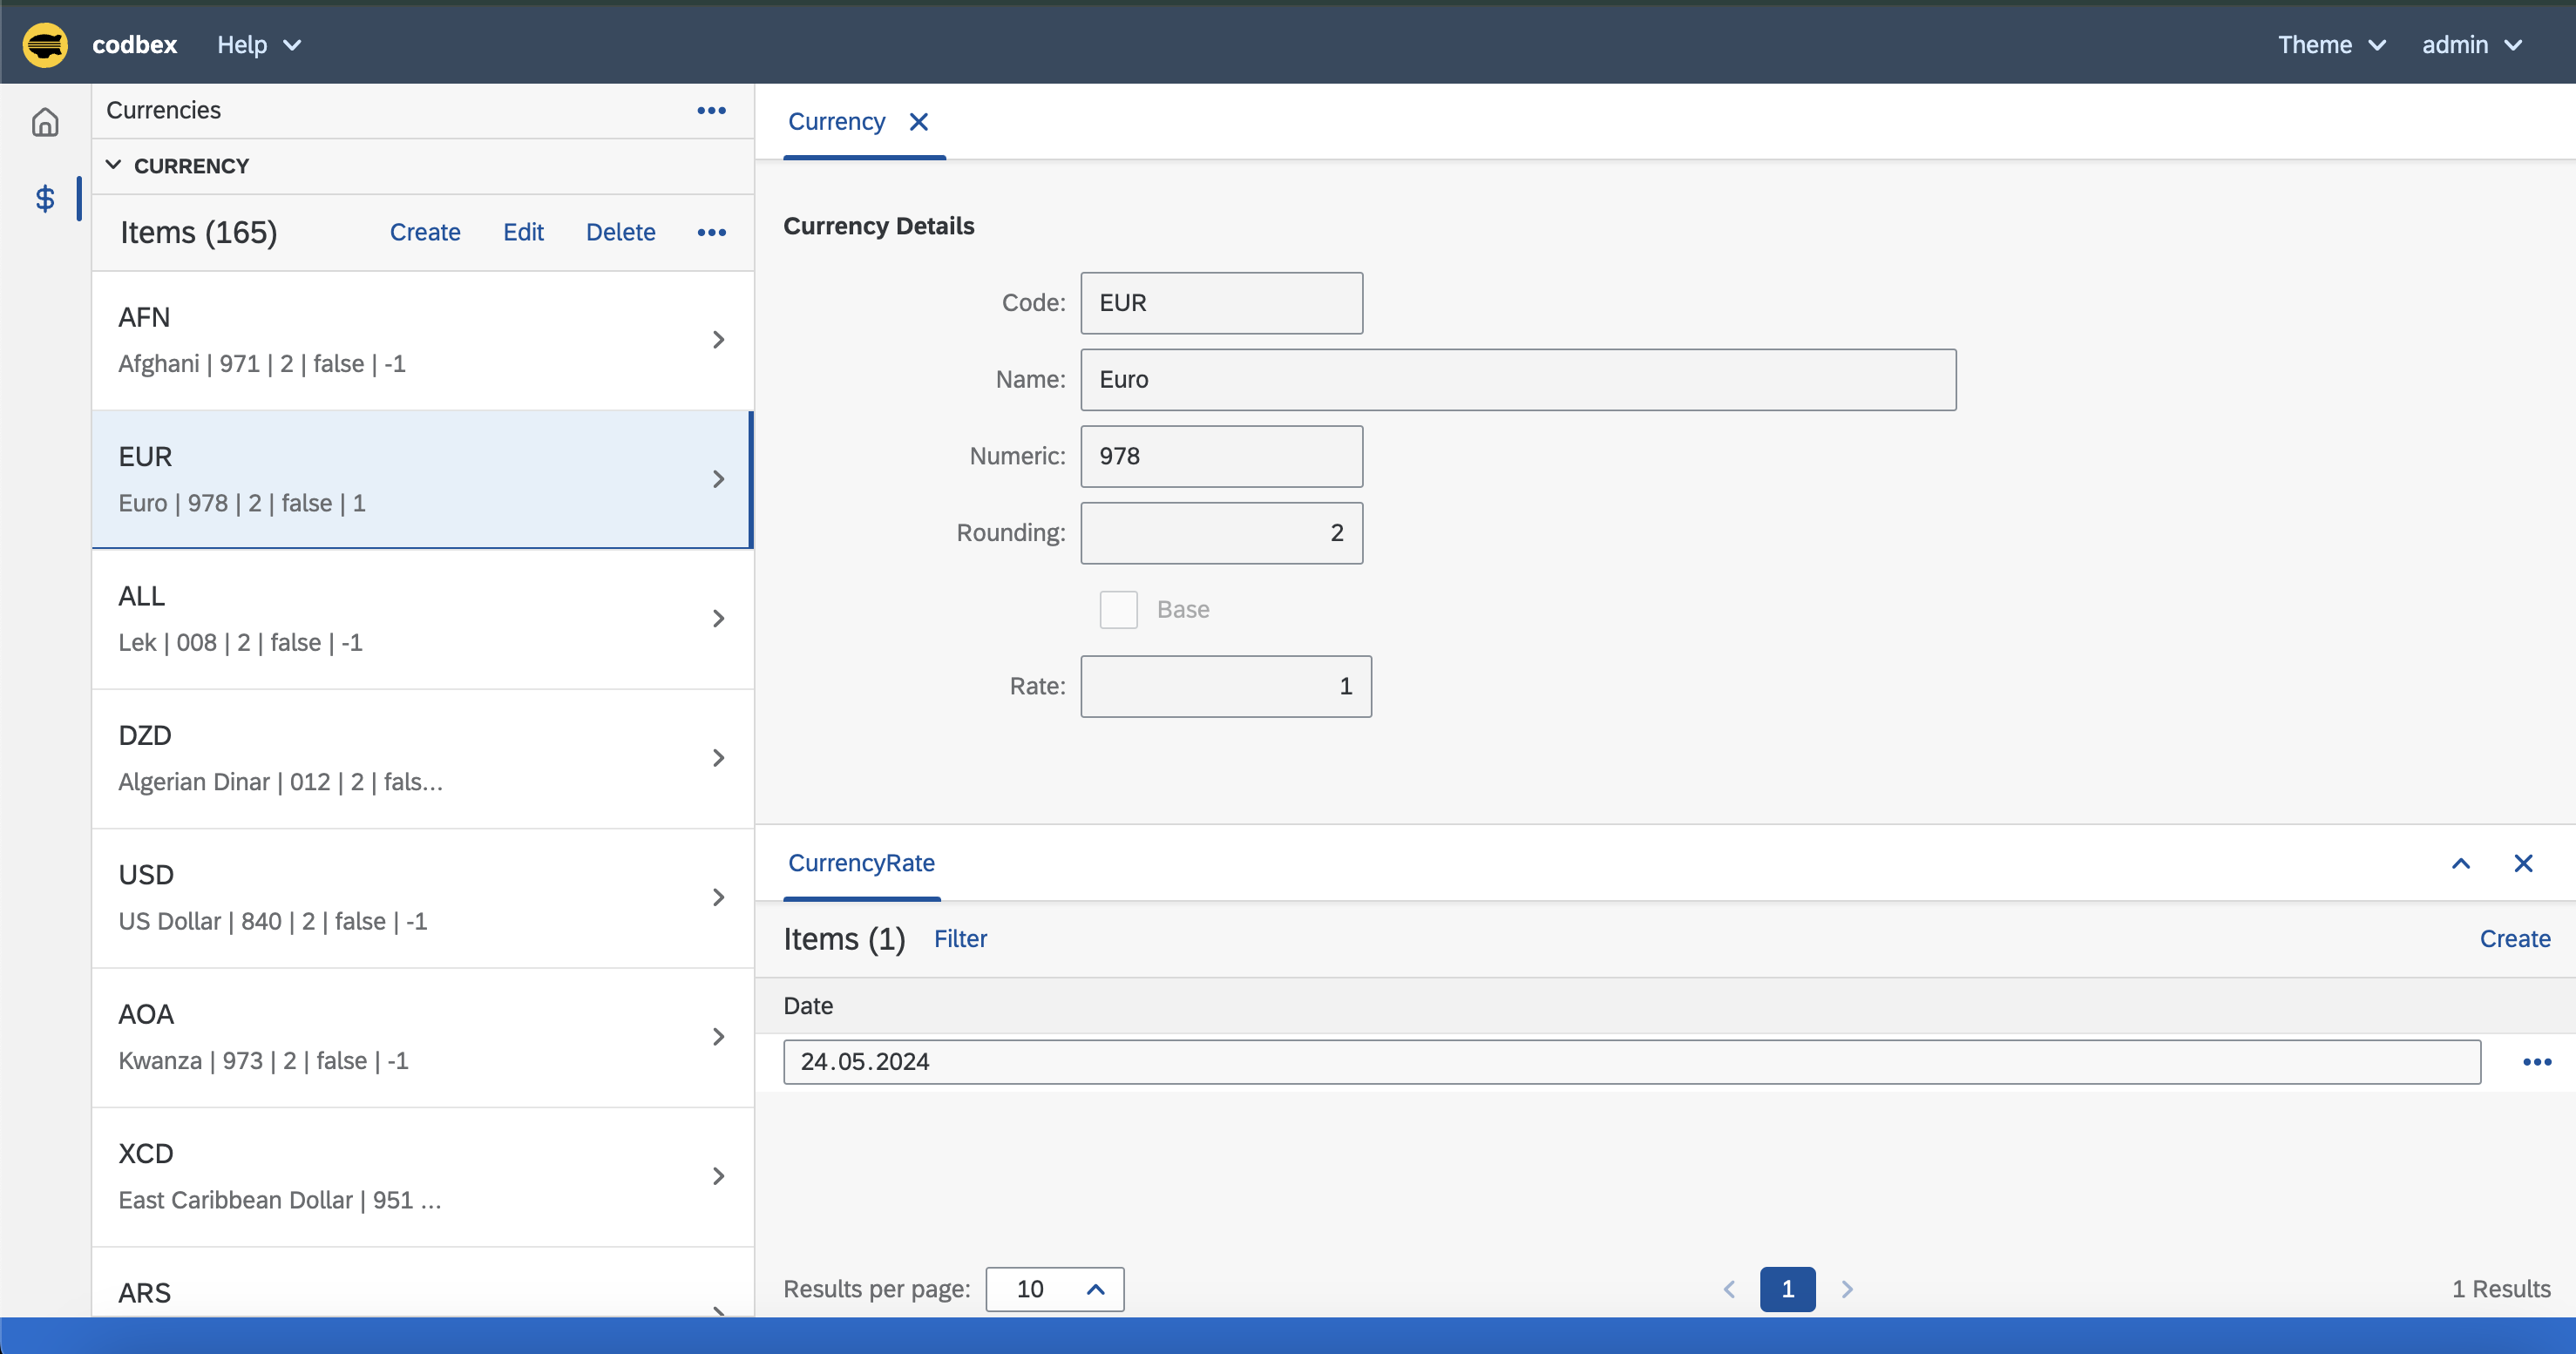 codbex Help Theme admin
Currencies
CURRENCY
Items (165) Create Edit Delete
AFN
Afghani | 971 | 2 | false | -1
EUR
Euro | 978 | 2 | false | 1
ALL
Lek | 008 | 2 | false | -1
DZD
Algerian Dinar | 012 | 2 | fals...
USD
US Dollar | 840 | 2 | false | -1
AOA
Kwanza | 973 | 2 | false | -1
XCD
East Caribbean Dollar | 951 ...
ARS
Currency
Currency Details
Code: EUR
Name: Euro
Numeric: 978
Rounding: 2
Base
Rate: 1
CurrencyRate
Items (1) Filter Create
Date
24.05.2024
Results per page: 10 1 1 Results